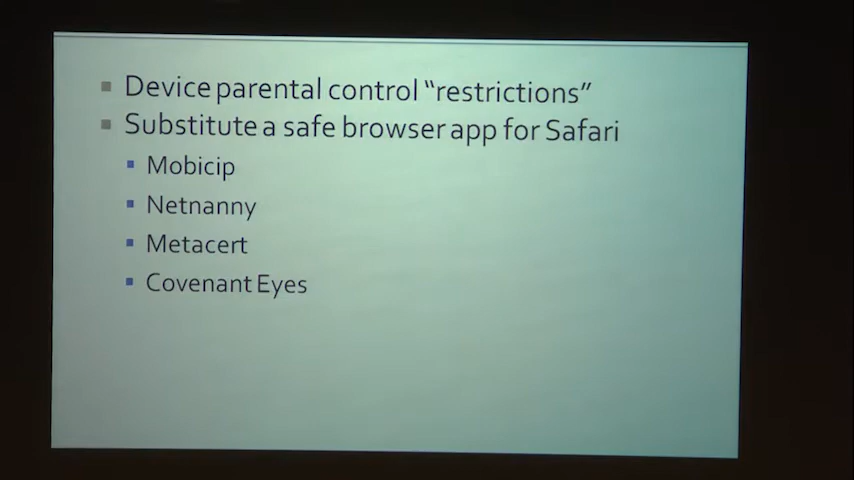 Device parental control “restrictions”
Substitute a safe browser app for Safari
Mobicip
Netnanny
Metacert
Covenant Eyes